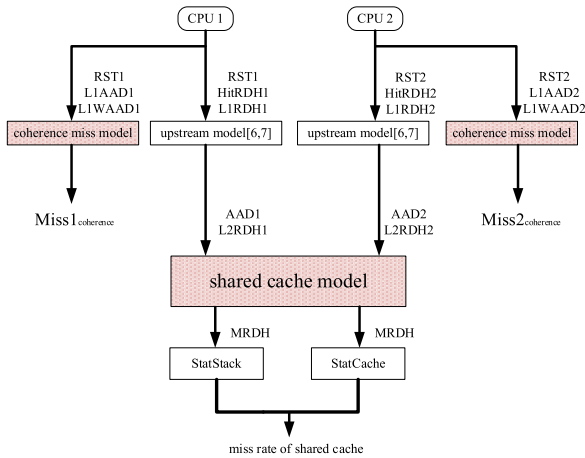 CPU 1
CPU 2
RST1
L1AAD1
L1WAAD1
RST1
HitRDH1
L1RDH1
RST2
HitRDH2
L1RDH2
RST2
L1AAD2
L1WAAD2
coherence miss model
upstream model[6,7]
upstream model[6,7]
coherence miss model
Miss1coherence
AAD1
L2RDH1
AAD2
L2RDH2
Miss2coherence
shared cache model
MRDH
MRDH
StatStack
StatCache
miss rate of shared cache